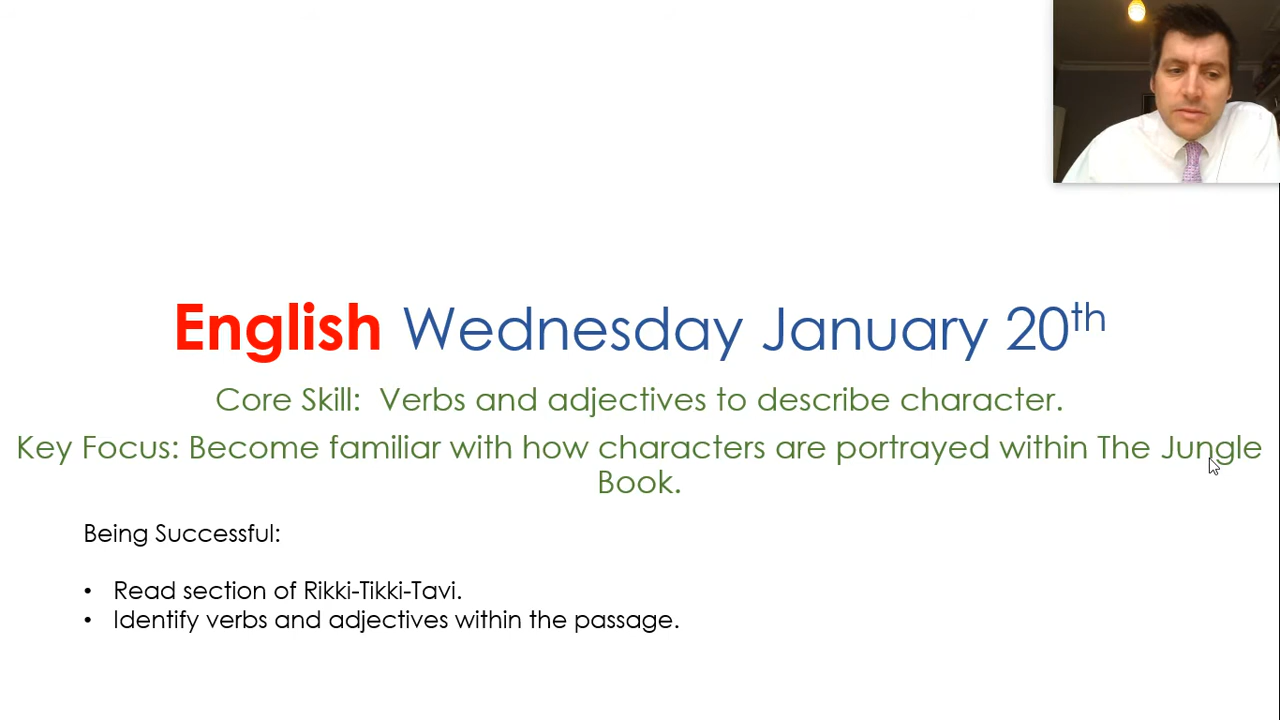 English Wednesday January 20th
Core Skill:  Verbs and adjectives to describe character.
Key Focus: Become familiar with how characters are portrayed within The Jungle
Book.
Being Successful:
• Read section of Rikki-Tikki-Tavi.
• Identify verbs and adjectives within the passage.